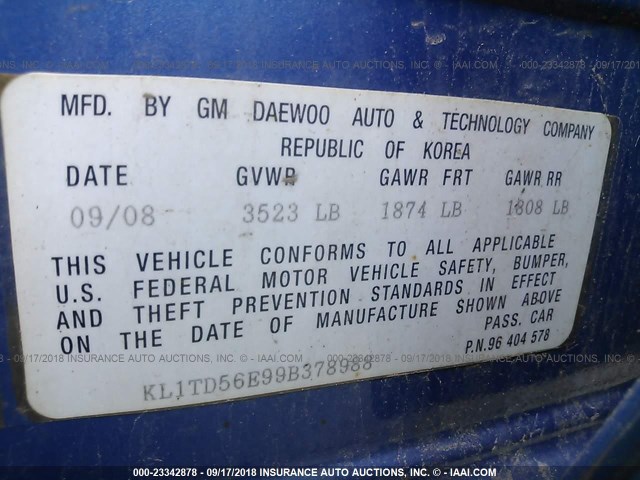 MFD. BY GM DAEWOO AUTO & TECHNOLOGY COMPANY
REPUBLIC OF KOREA
DATE GVWR GAWR FRT GAWR RR
09/08 3523 LB 1874 LB 1808 LB
THIS VEHICLE CONFORMS TO ALL APPLICABLE
U.S. FEDERAL MOTOR VEHICLE SAFETY, BUMPER,
AND THEFT PREVENTION STANDARDS IN EFFECT
ON THE DATE OF MANUFACTURE SHOWN ABOVE
PASS. CAR
P.N.96 404 578
KL1TD56E99B378988
000-23342878 - 09/17/2018 INSURANCE AUTO AUCTIONS, INC. - © IAAI.COM